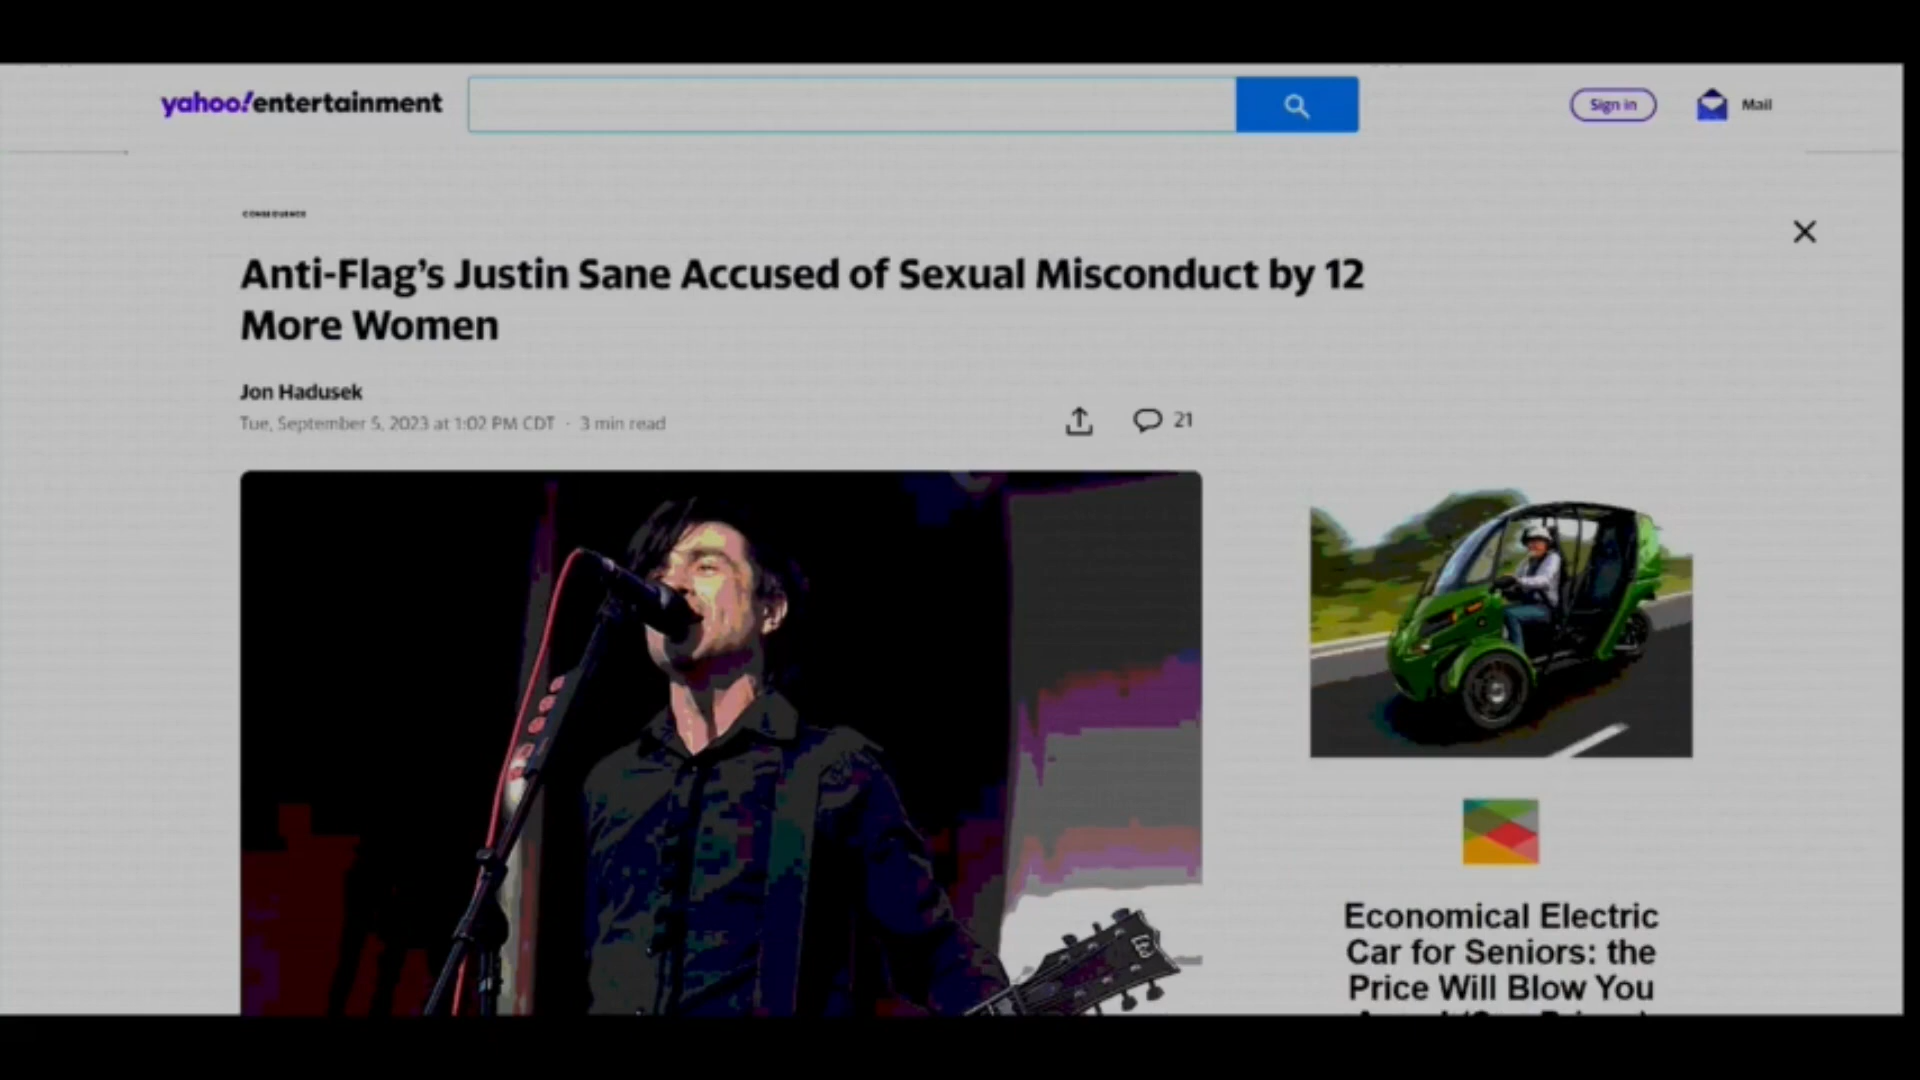 yahoo!entertainment
Sign in
Mail
CONSEQUENCE
Anti-Flag's Justin Sane Accused of Sexual Misconduct by 12
More Women
Jon Hadusek
Tue, September 5, 2023 at 1:02 PM CDT · 3 min read
21
Economical Electric
Car for Seniors: the
Price Will Blow You